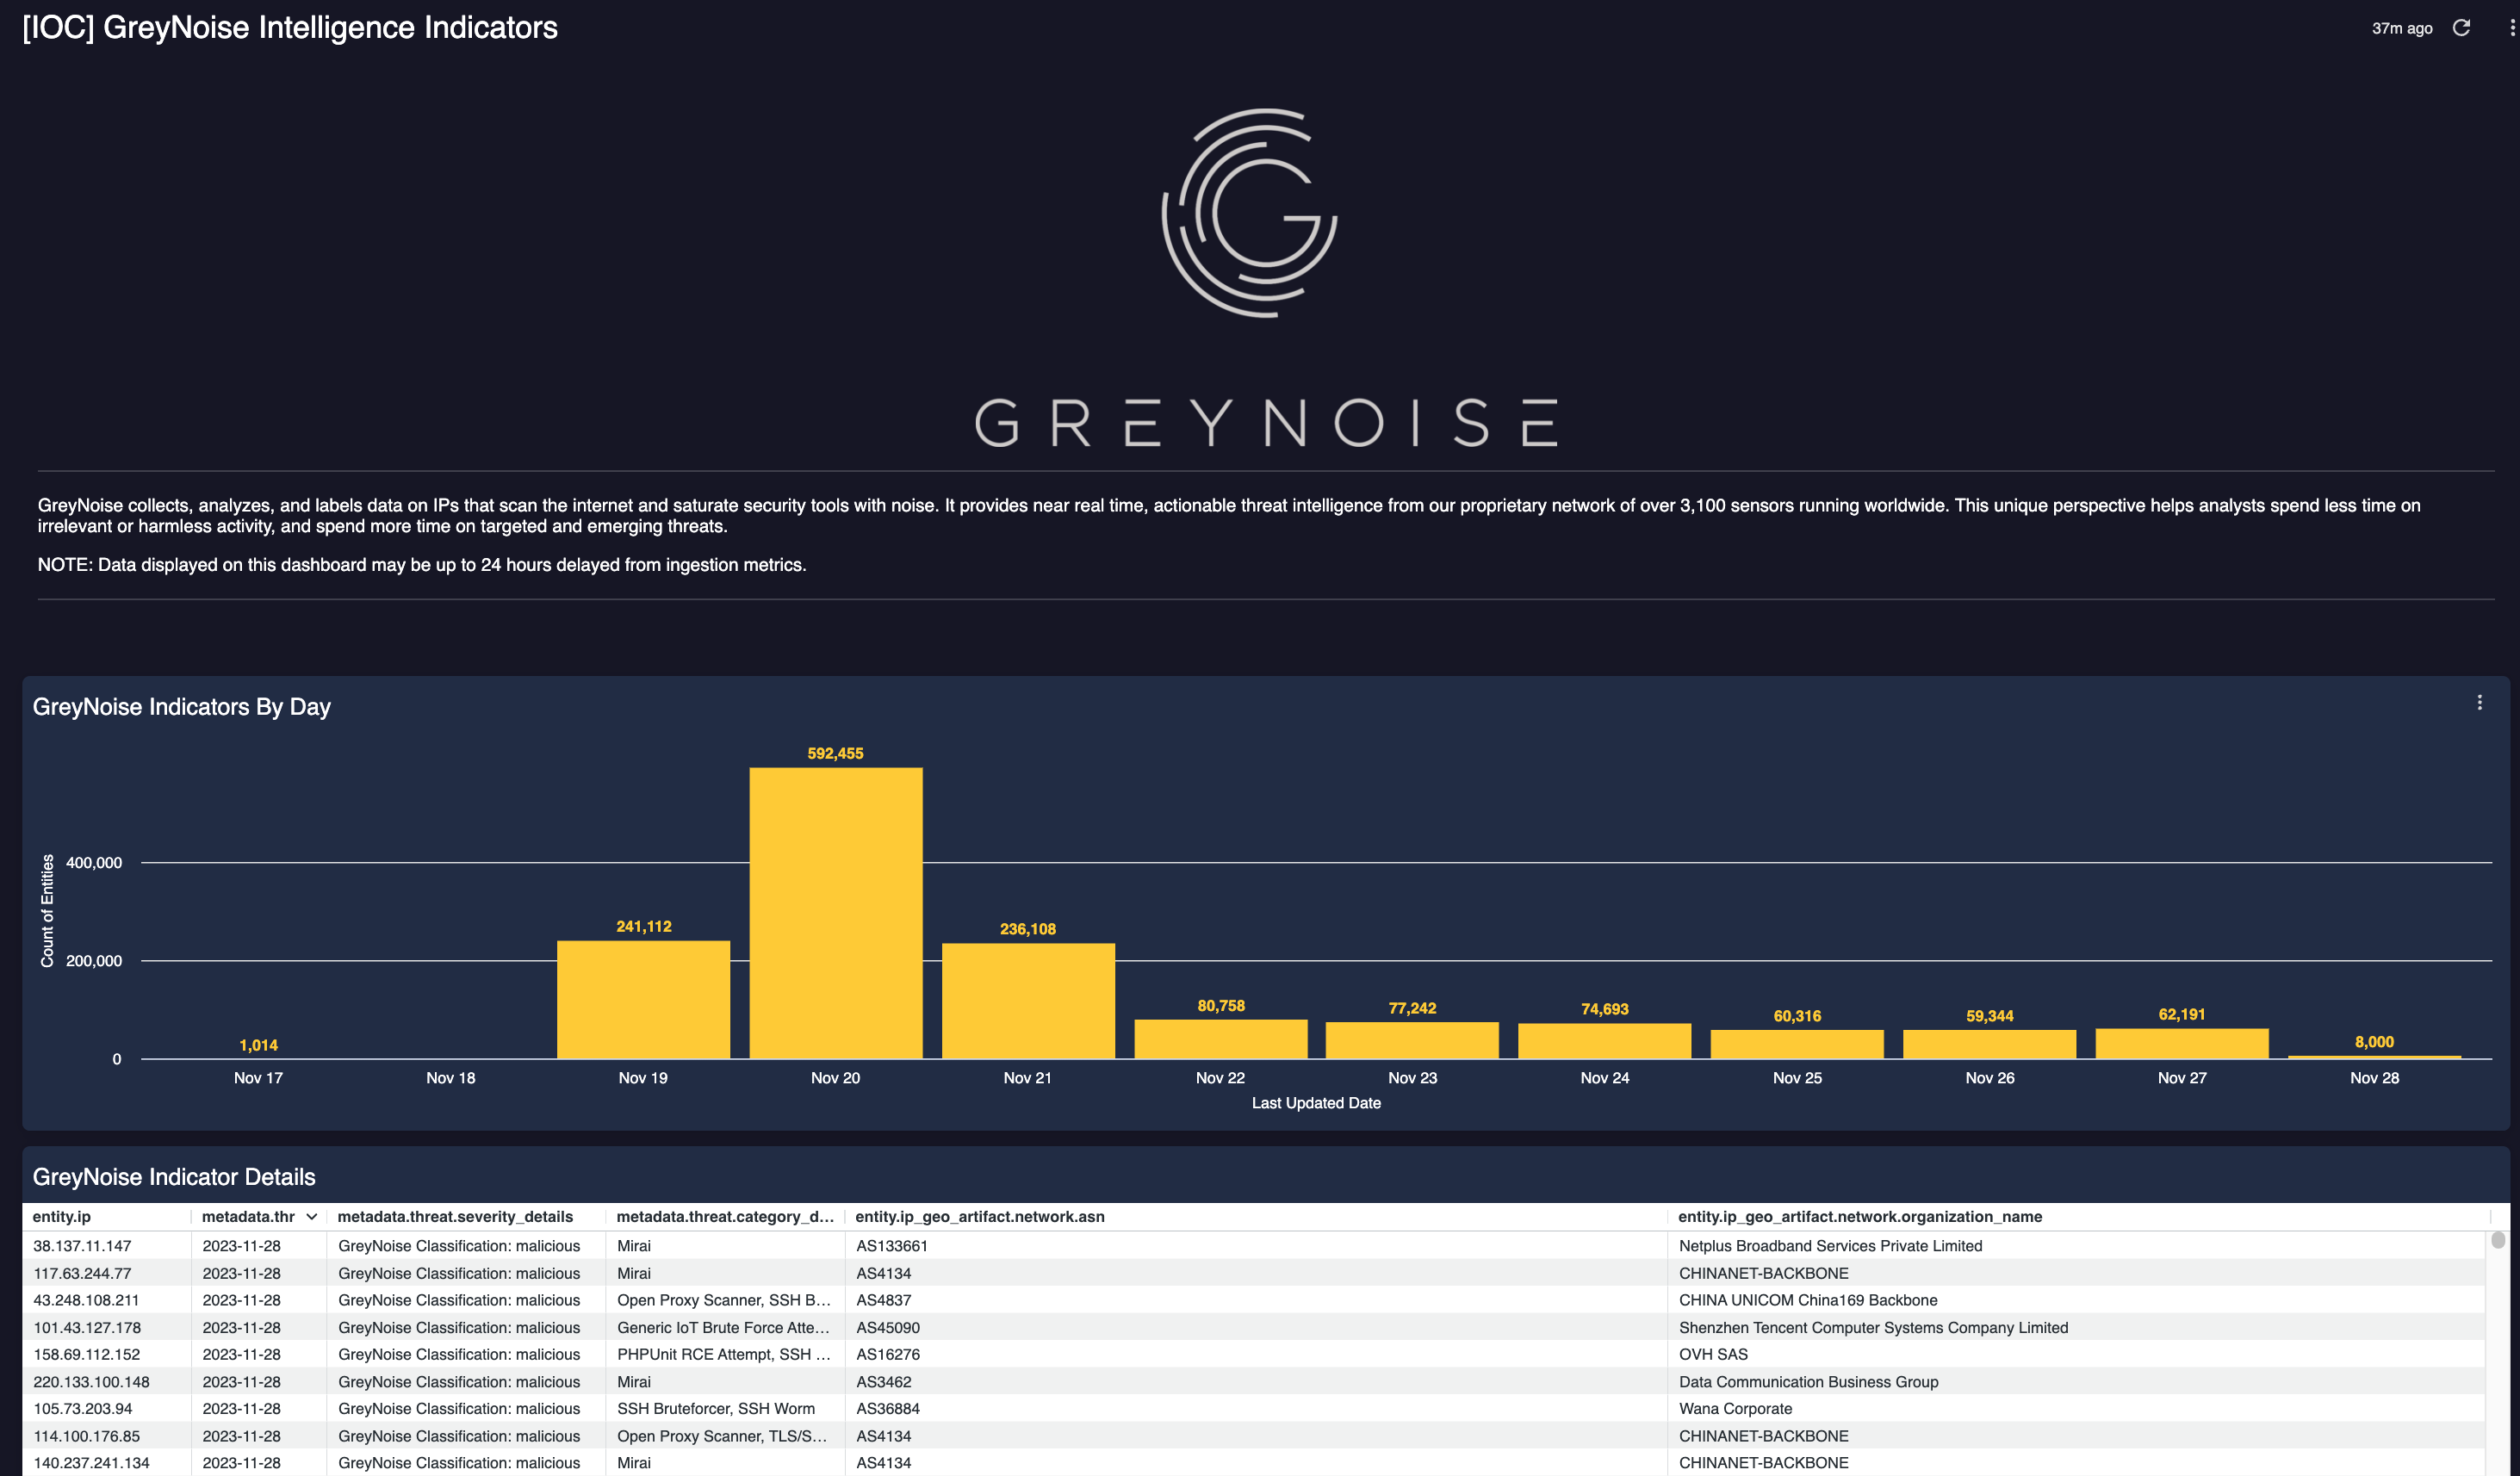 [IOC] GreyNoise Intelligence Indicators
37m ago
GREYNOISE
GreyNoise collects, analyzes, and labels data on IPs that scan the internet and saturate security tools with noise. It provides near real time, actionable threat intelligence from our proprietary network of over 3,100 sensors running worldwide. This unique perspective helps analysts spend less time on
irrelevant or harmless activity, and spend more time on targeted and emerging threats.
NOTE: Data displayed on this dashboard may be up to 24 hours delayed from ingestion metrics.
GreyNoise Indicators By Day
Count of Entities
400,000
200,000
0
1,014
241,112
592,455
236,108
80,758
77,242
74,693
60,316
59,344
62,191
8,000
Nov 17 Nov 18 Nov 19 Nov 20 Nov 21 Nov 22 Nov 23 Nov 24 Nov 25 Nov 26 Nov 27 Nov 28
Last Updated Date
GreyNoise Indicator Details
entity.ip metadata.thr metadata.threat.severity_details metadata.threat.category_d... entity.ip_geo_artifact.network.asn entity.ip_geo_artifact.network.organization_name
38.137.11.147 2023-11-28 GreyNoise Classification: malicious Mirai AS133661 Netplus Broadband Services Private Limited
117.63.244.77 2023-11-28 GreyNoise Classification: malicious Mirai AS4134 CHINANET-BACKBONE
43.248.108.211 2023-11-28 GreyNoise Classification: malicious Open Proxy Scanner, SSH B... AS4837 CHINA UNICOM China169 Backbone
101.43.127.178 2023-11-28 GreyNoise Classification: malicious Generic IoT Brute Force Atte... AS45090 Shenzhen Tencent Computer Systems Company Limited
158.69.112.152 2023-11-28 GreyNoise Classification: malicious PHPUnit RCE Attempt, SSH ... AS16276 OVH SAS
220.133.100.148 2023-11-28 GreyNoise Classification: malicious Mirai AS3462 Data Communication Business Group
105.73.203.94 2023-11-28 GreyNoise Classification: malicious SSH Bruteforcer, SSH Worm AS36884 Wana Corporate
114.100.176.85 2023-11-28 GreyNoise Classification: malicious Open Proxy Scanner, TLS/S... AS4134 CHINANET-BACKBONE
140.237.241.134 2023-11-28 GreyNoise Classification: malicious Mirai AS4134 CHINANET-BACKBONE